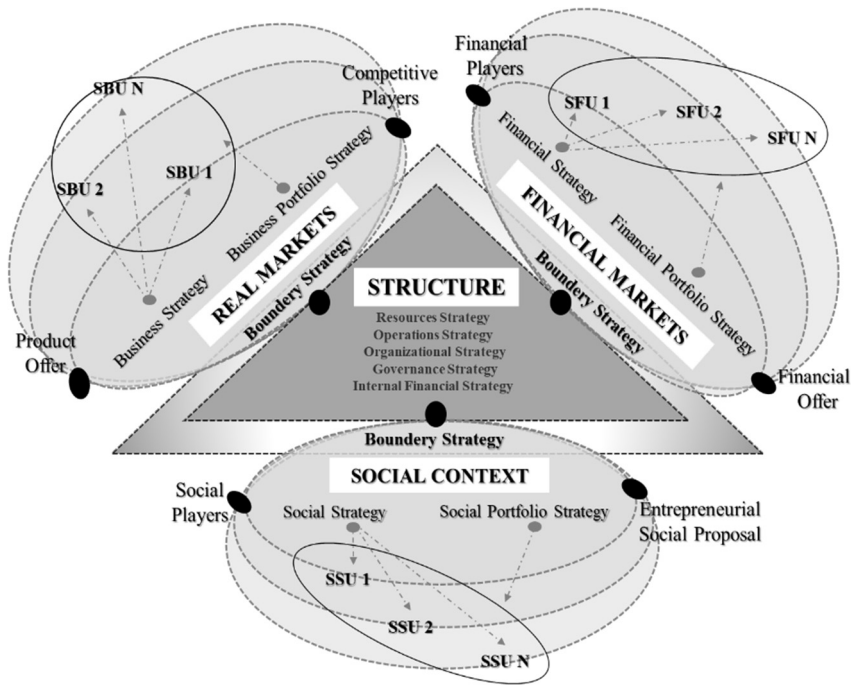 Financial
Players
Competitive
Players
SBU N
SBU 2
SBU 1
Business Portfolio Strategy
REAL MARKETS
Business Strategy
Boundery Strategy
Product
Offer
SFU 1
SFU 2
SFU N
Financial Strategy
FINANCIAL MARKETS
Financial Portfolio Strategy
Boundery Strategy
Financial
Offer
STRUCTURE
Resources Strategy
Operations Strategy
Organizational Strategy
Governance Strategy
Internal Financial Strategy
Boundery Strategy
SOCIAL CONTEXT
Social
Players
Social Strategy
Social Portfolio Strategy
Entrepreneurial
Social Proposal
SSU 1
SSU 2
SSU N